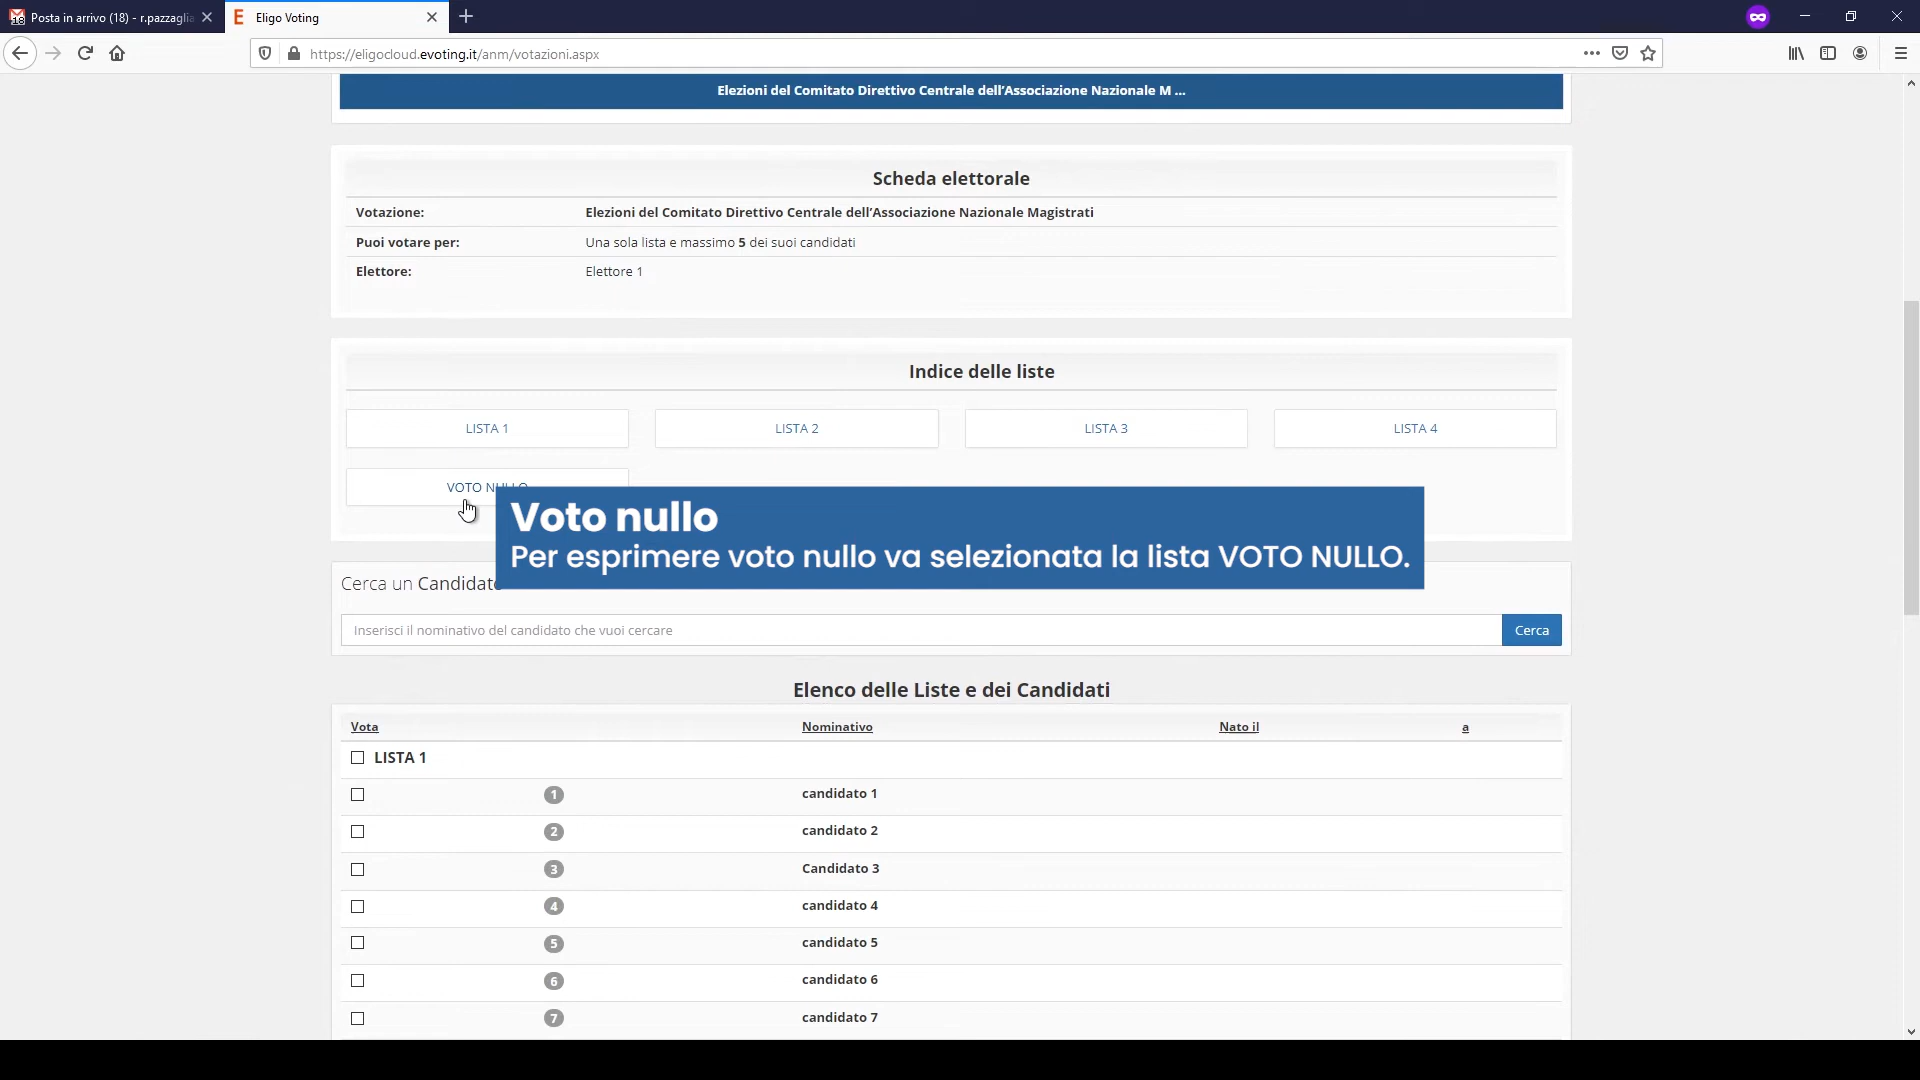 Posta in arrivo (18) - r.pazzaglia
Eligo Voting
https://eligocloud.evoting.it/anm/votazioni.aspx
Elezioni del Comitato Direttivo Centrale dell’Associazione Nazionale M ...
Scheda elettorale
Votazione: Elezioni del Comitato Direttivo Centrale dell’Associazione Nazionale Magistrati
Puoi votare per: Una sola lista e massimo 5 dei suoi candidati
Elettore: Elettore 1
Indice delle liste
LISTA 1 LISTA 2 LISTA 3 LISTA 4
VOTO NULLO
Voto nullo
Per esprimere voto nullo va selezionata la lista VOTO NULLO.
Cerca un Candidato
Inserisci il nominativo del candidato che vuoi cercare Cerca
Elenco delle Liste e dei Candidati
Vota Nominativo Nato il a
LISTA 1
1 candidato 1
2 candidato 2
3 Candidato 3
4 candidato 4
5 candidato 5
6 candidato 6
7 candidato 7